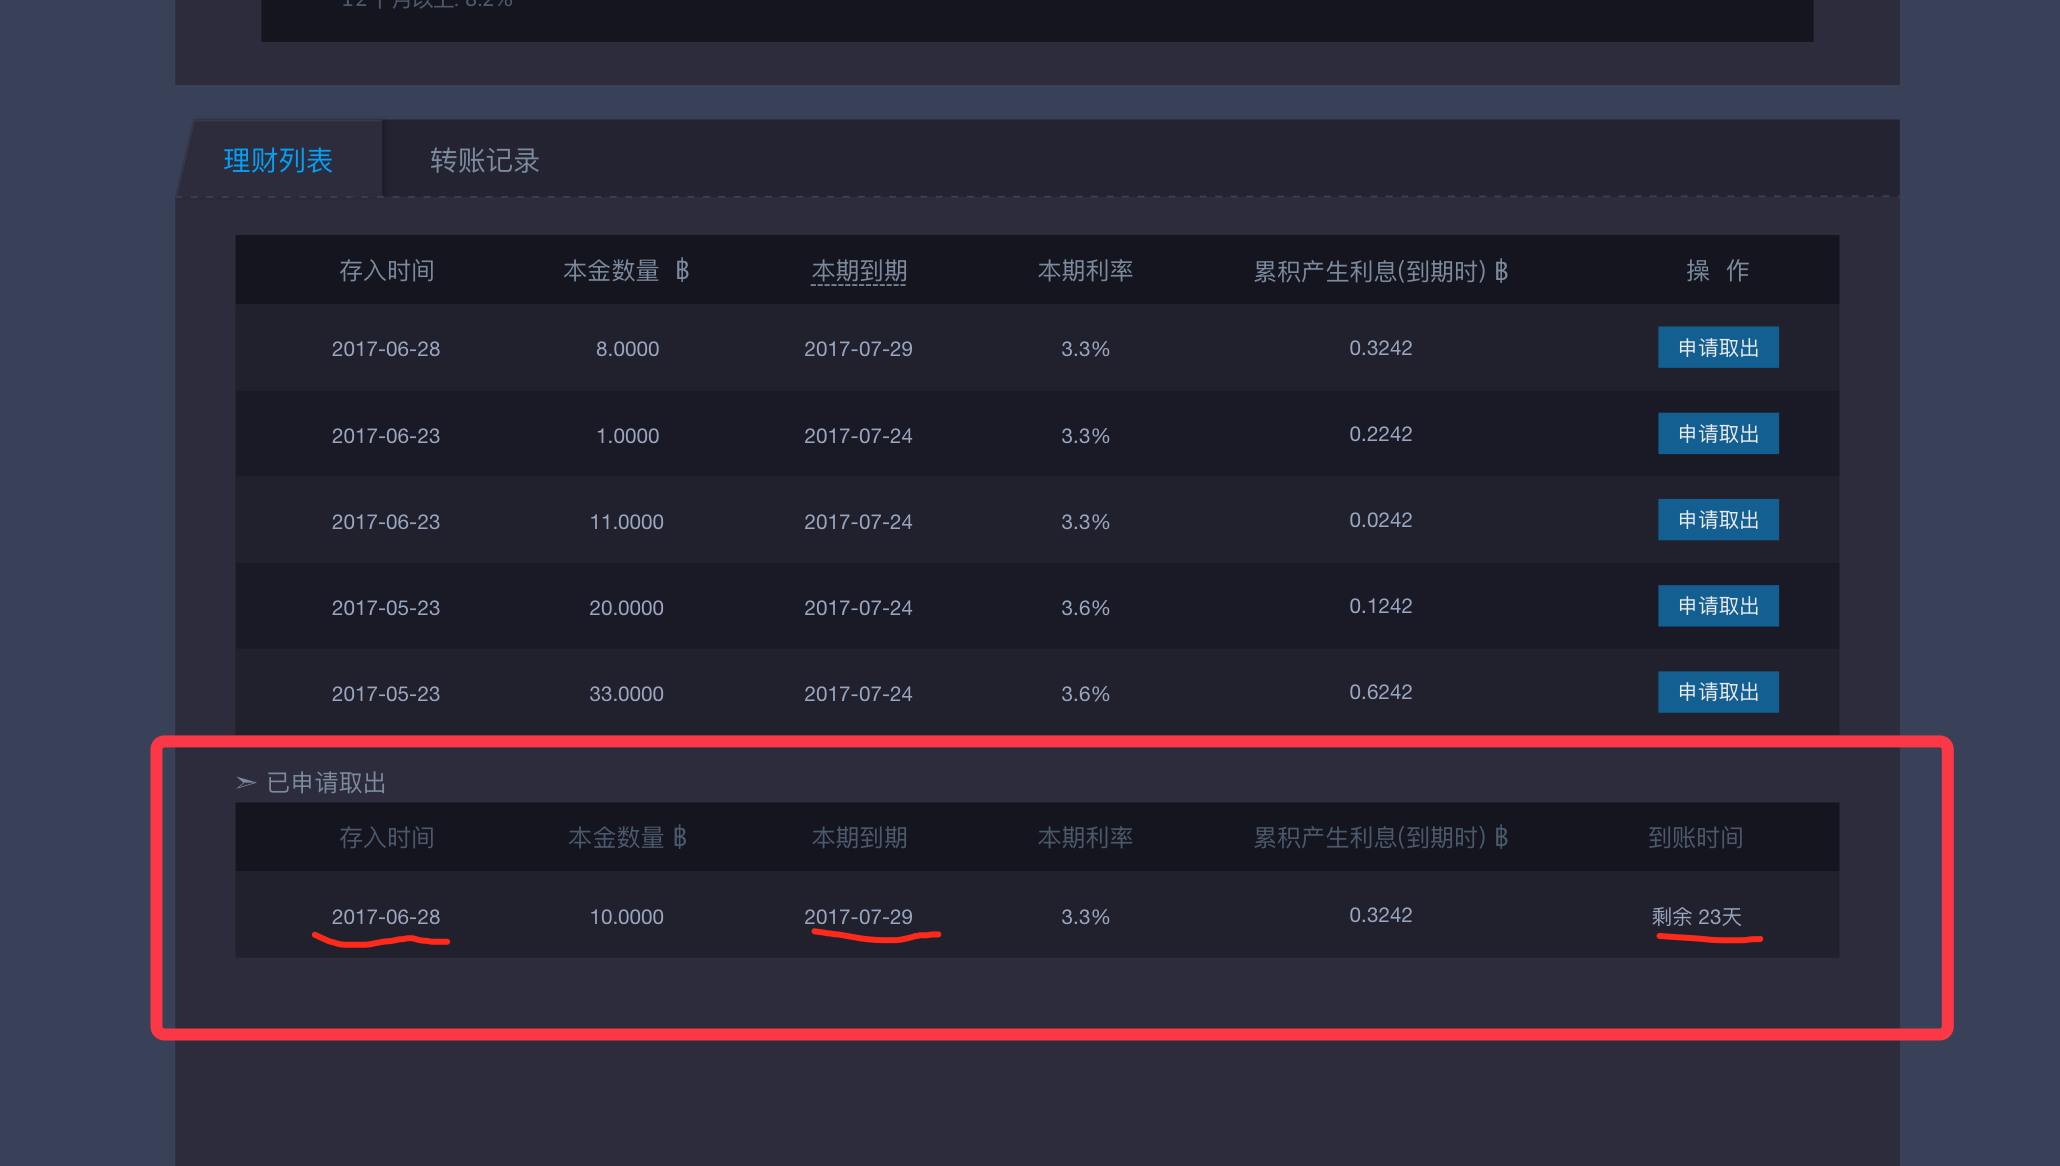 理财列表 转账记录
存入时间 本金数量 ฿ 本期到期 本期利率 累积产生利息(到期时) ฿ 操 作
2017-06-28 8.0000 2017-07-29 3.3% 0.3242 申请取出
2017-06-23 1.0000 2017-07-24 3.3% 0.2242 申请取出
2017-06-23 11.0000 2017-07-24 3.3% 0.0242 申请取出
2017-05-23 20.0000 2017-07-24 3.6% 0.1242 申请取出
2017-05-23 33.0000 2017-07-24 3.6% 0.6242 申请取出
➣ 已申请取出
存入时间 本金数量 ฿ 本期到期 本期利率 累积产生利息(到期时) ฿ 到账时间
2017-06-28 10.0000 2017-07-29 3.3% 0.3242 剩余 23天